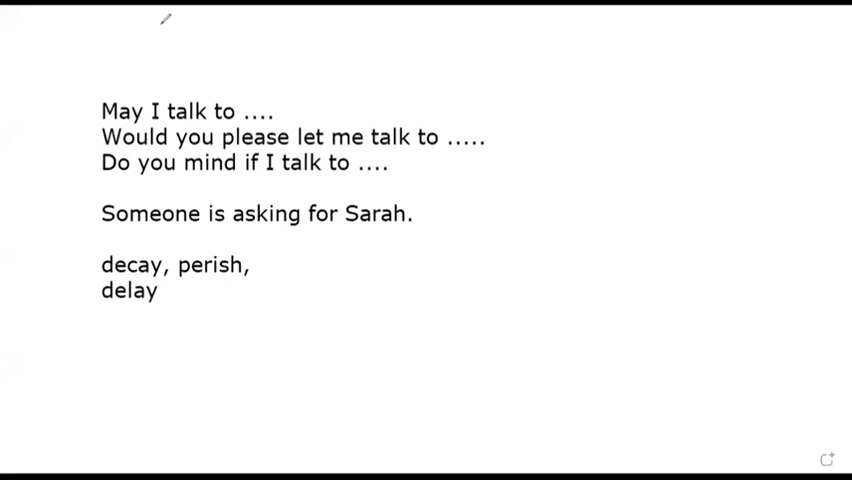 May I talk to ....
Would you please let me talk to .....
Do you mind if I talk to ....
Someone is asking for Sarah.
decay, perish,
delay